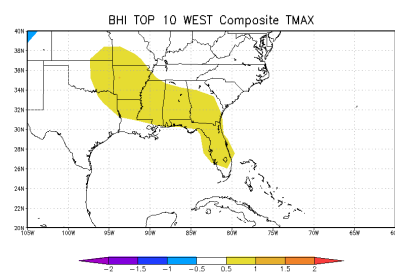 BHI TOP 10 WEST Composite TMAX
40N
38N
36N
34N
32N
30N
28N
26N
24N
22N
20N
105W 100W 95W 90W 85W 80W 75W 70W 65W 60
-2 -1.5 -1 -0.5 0.5 1 1.5 2